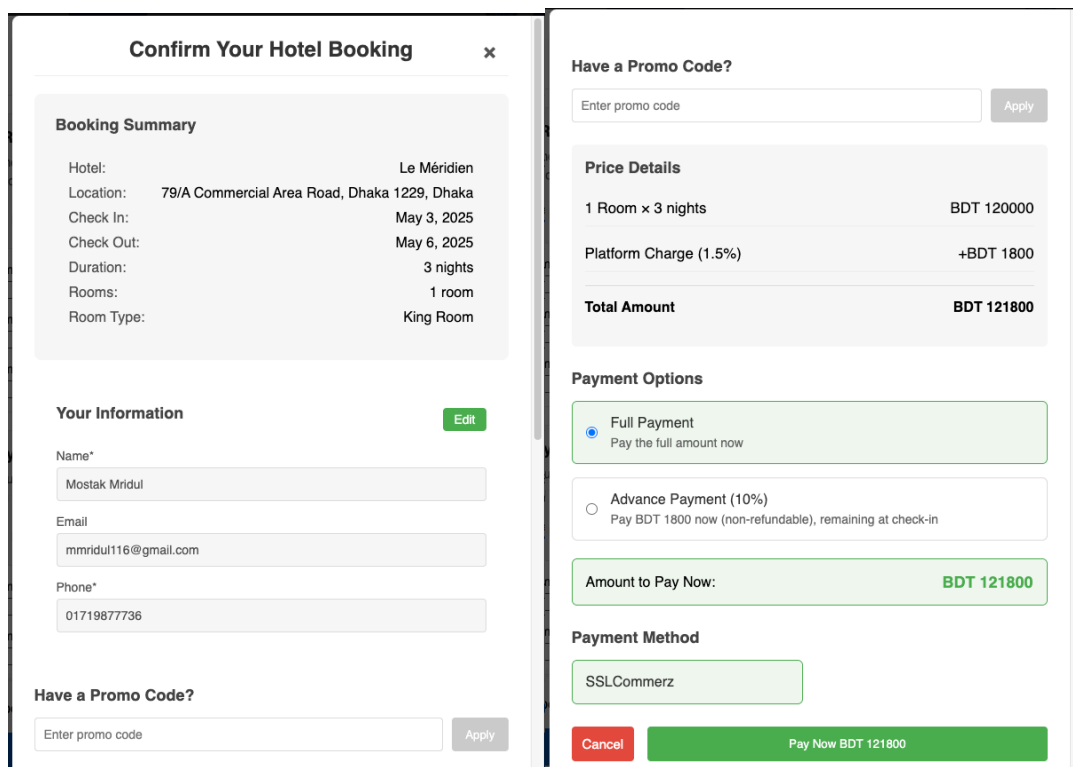 Confirm Your Hotel Booking ×
Booking Summary
Hotel: Le Méridien
Location: 79/A Commercial Area Road, Dhaka 1229, Dhaka
Check In: May 3, 2025
Check Out: May 6, 2025
Duration: 3 nights
Rooms: 1 room
Room Type: King Room
Your Information Edit
Name*
Mostak Mridul
Email
mmridul116@gmail.com
Phone*
01719877736
Have a Promo Code?
Enter promo code Apply
Have a Promo Code?
Enter promo code Apply
Price Details
1 Room × 3 nights BDT 120000
Platform Charge (1.5%) +BDT 1800
Total Amount BDT 121800
Payment Options
Full Payment
Pay the full amount now
Advance Payment (10%)
Pay BDT 1800 now (non-refundable), remaining at check-in
Amount to Pay Now: BDT 121800
Payment Method
SSLCommerz
Cancel Pay Now BDT 121800